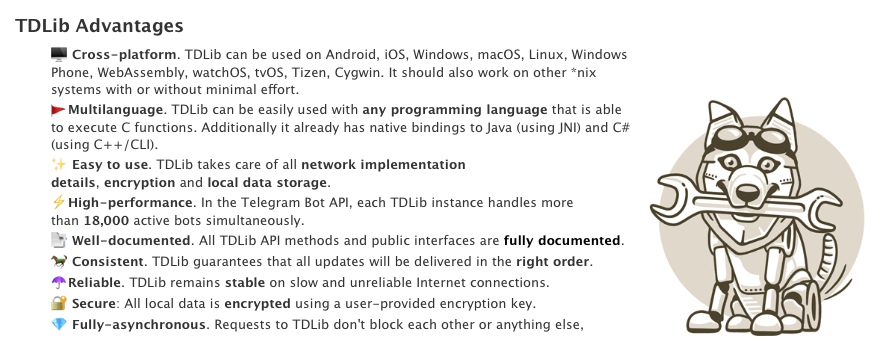 TDLib Advantages
🖥️ Cross-platform. TDLib can be used on Android, iOS, Windows, macOS, Linux, Windows
Phone, WebAssembly, watchOS, tvOS, Tizen, Cygwin. It should also work on other *nix
systems with or without minimal effort.
🚩Multilanguage. TDLib can be easily used with any programming language that is able
to execute C functions. Additionally it already has native bindings to Java (using JNI) and C#
(using C++/CLI).
✨ Easy to use. TDLib takes care of all network implementation
details, encryption and local data storage.
⚡High-performance. In the Telegram Bot API, each TDLib instance handles more
than 18,000 active bots simultaneously.
📑 Well-documented. All TDLib API methods and public interfaces are fully documented.
🐕 Consistent. TDLib guarantees that all updates will be delivered in the right order.
☂️Reliable. TDLib remains stable on slow and unreliable Internet connections.
🔐 Secure: All local data is encrypted using a user-provided encryption key.
💎 Fully-asynchronous. Requests to TDLib don't block each other or anything else,